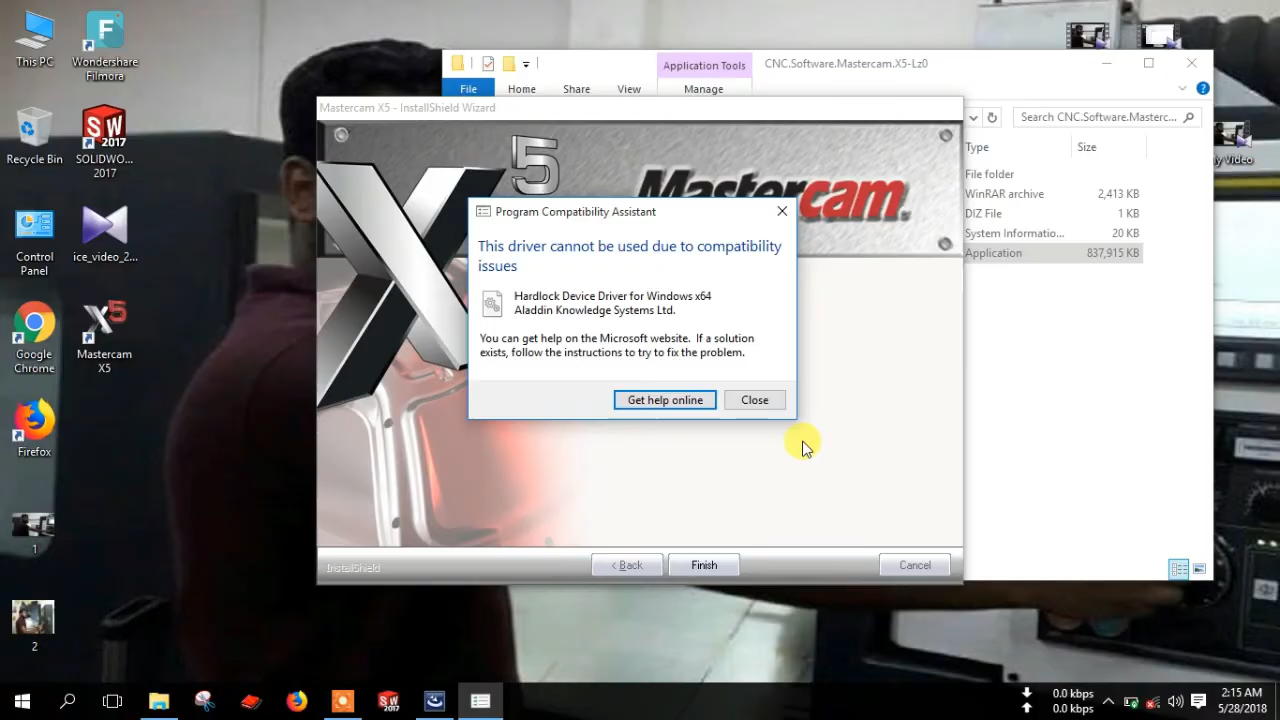 This PC
Wondershare
Filmora
Recycle Bin
SOLIDWO...
2017
Control
Panel
ice_video_2...
Google
Chrome
Mastercam
X5
Firefox
1
2
Application Tools
CNC.Software.Mastercam.X5-Lz0
File
Home
Share
View
Manage
Search CNC.Software.Masterc...
Type
Size
File folder
WinRAR archive
2,413 KB
DIZ File
1 KB
System Informatio...
20 KB
Application
837,915 KB
y Video
Mastercam X5 - InstallShield Wizard
X5
Mastercam
Program Compatibility Assistant
This driver cannot be used due to compatibility
issues
Hardlock Device Driver for Windows x64
Aladdin Knowledge Systems Ltd.
You can get help on the Microsoft website. If a solution
exists, follow the instructions to try to fix the problem.
Get help online
Close
InstallShield
< Back
Finish
Cancel
0.0 kbps
0.0 kbps
2:15 AM
5/28/2018